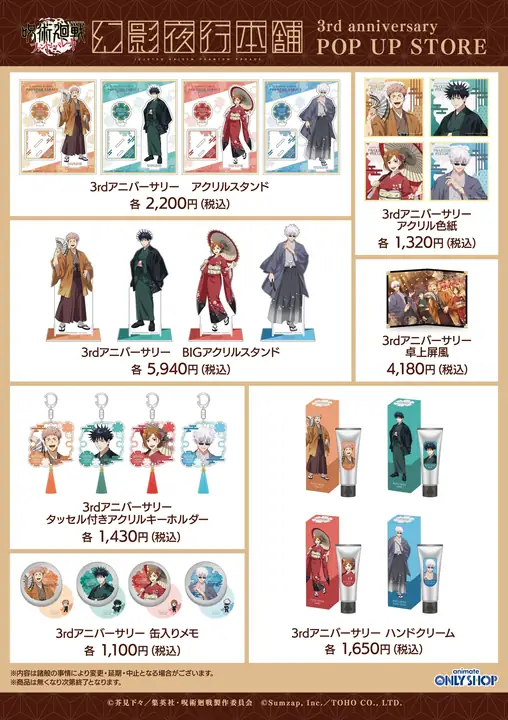 呪術廻戦
ファントムパレード
幻影夜行本舗
JUJUTSU KAISEN PHANTOM PARADE
3rd anniversary
POP UP STORE
3rdアニバーサリー　アクリルスタンド
各 2,200円(税込)
3rdアニバーサリー
アクリル色紙
各 1,320円(税込)
3rdアニバーサリー　BIGアクリルスタンド
各 5,940円(税込)
3rdアニバーサリー
卓上屏風
4,180円(税込)
3rdアニバーサリー
タッセル付きアクリルキーホルダー
各 1,430円(税込)
3rdアニバーサリー 缶入りメモ
各 1,100円(税込)
3rdアニバーサリー ハンドクリーム
各 1,650円(税込)
※内容は諸般の事情により変更・延期・中止となる場合がございます。
※商品は無くなり次第終了となります。
animate
ONLY SHOP
©芥見下々／集英社・呪術廻戦製作委員会　©Sumzap, Inc.／TOHO CO., LTD.